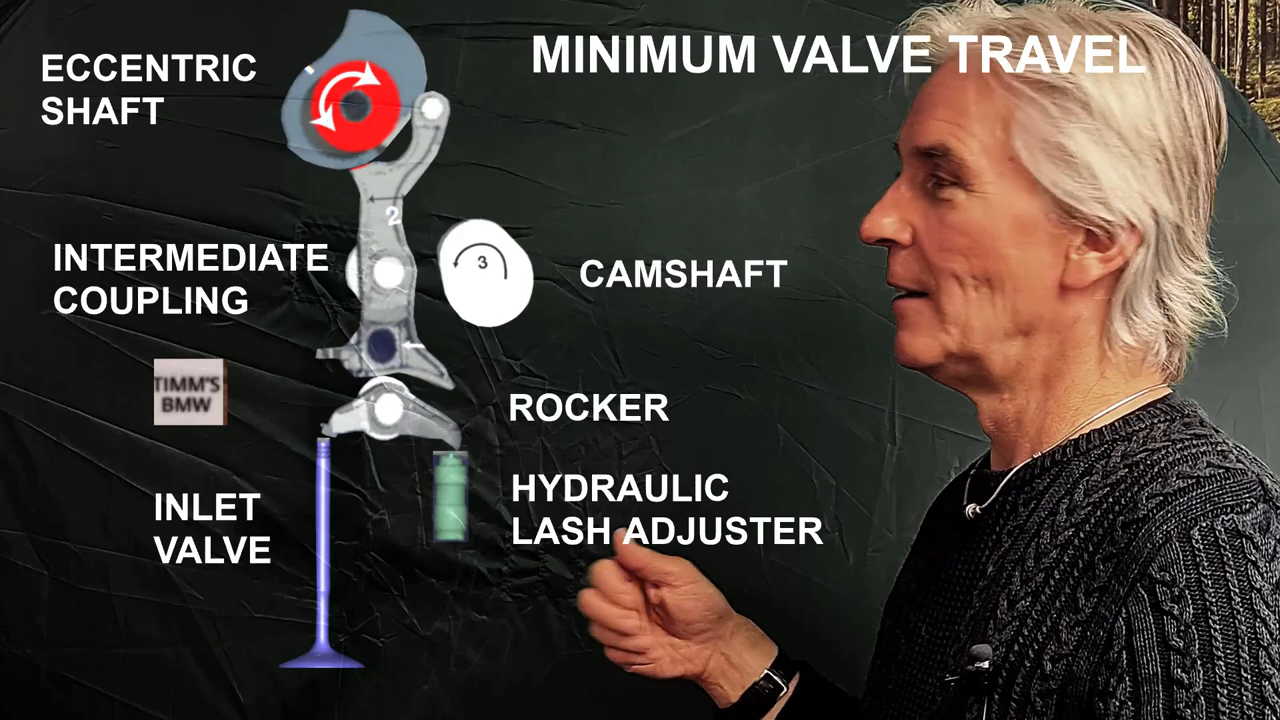 MINIMUM VALVE TRAVEL
ECCENTRIC
SHAFT
2
INTERMEDIATE
COUPLING
3
CAMSHAFT
TIMM'S
BMW
ROCKER
HYDRAULIC
LASH ADJUSTER
INLET
VALVE